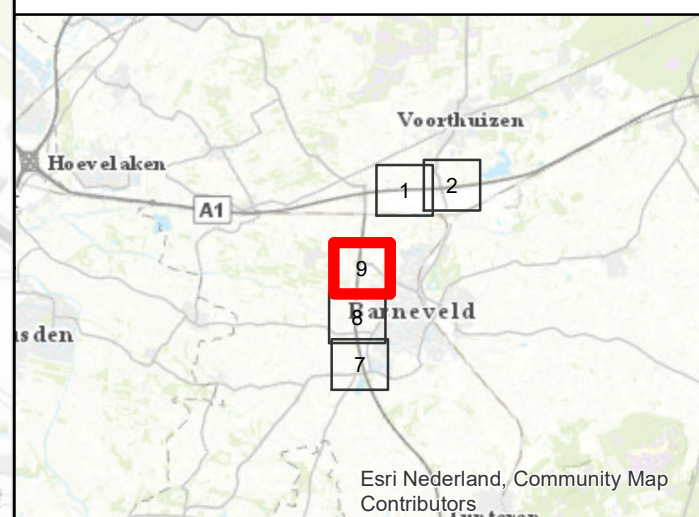 Voorthuizen
Hoevelaken
1
2
A1
9
Barneveld
8
sden
7
Esri Nederland, Community Map
Contributors